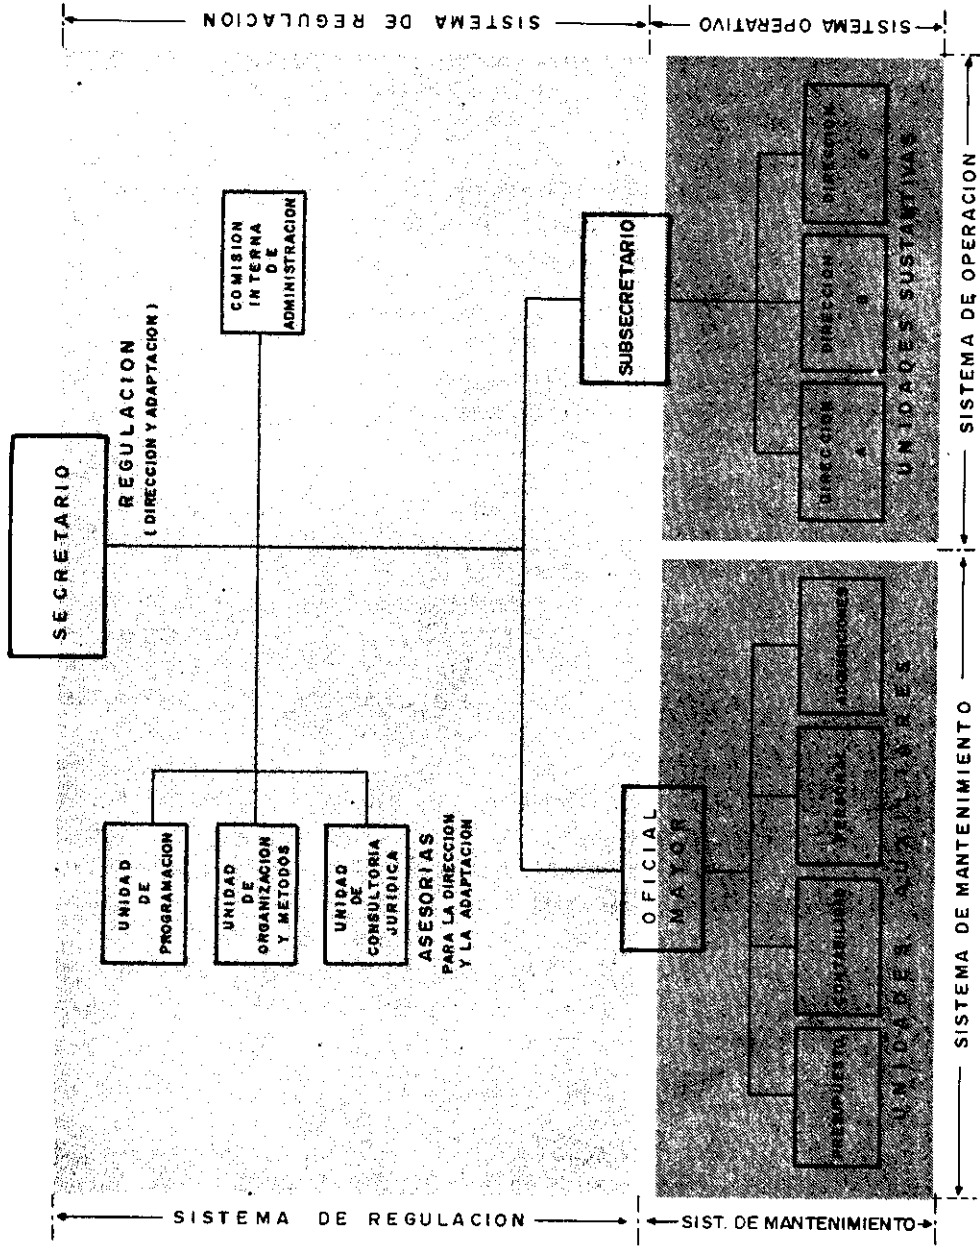 SECRETARIO
REGULACION
(DIRECCION Y ADAPTACION)
UNIDAD
DE
PROGRAMACION
UNIDAD
DE
ORGANIZACION
Y METODOS
UNIDAD
DE
CONSULTORIA
JURIDICA
ASESORIAS
PARA LA DIRECCION
Y LA ADAPTACION
COMISION
INTERNA
DE
ADMINISTRACION
OFICIAL
MAYOR
SUBSECRETARIO
PRESUPUESTO
CONTABILIDAD
PERSONAL
ADQUISICIONES
UNIDADES AUXILIARES
DIRECCION
A
DIRECCION
B
DIRECCION
C
UNIDADES SUSTANTIVAS
SISTEMA DE REGULACION
SIST. DE MANTENIMIENTO
SISTEMA DE REGULACION
SISTEMA OPERATIVO
SISTEMA DE MANTENIMIENTO
SISTEMA DE OPERACION